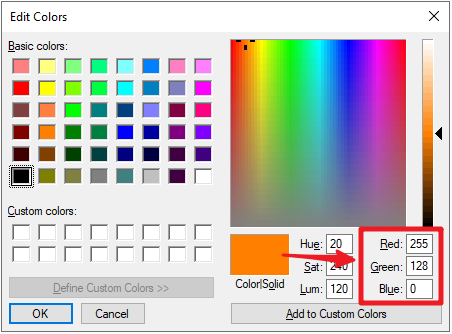 Edit Colors
Basic colors:
Custom colors:
Define Custom Colors >>
OK
Cancel
Color|Solid
Hue: 20
Sat: 240
Lum: 120
Red: 255
Green: 128
Blue: 0
Add to Custom Colors